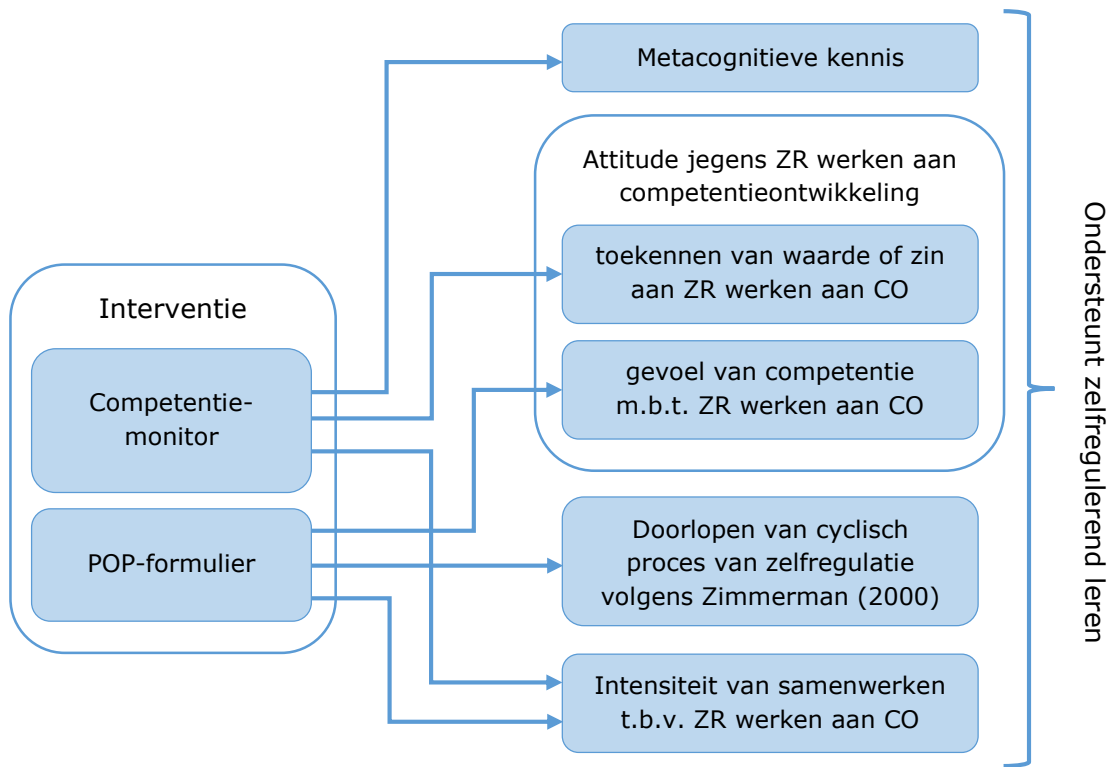 Interventie
Competentie-
monitor
POP-formulier
Metacognitieve kennis
Attitude jegens ZR werken aan
competentieontwikkeling
toekennen van waarde of zin
aan ZR werken aan CO
gevoel van competentie
m.b.t. ZR werken aan CO
Doorlopen van cyclisch
proces van zelfregulatie
volgens Zimmerman (2000)
Intensiteit van samenwerken
t.b.v. ZR werken aan CO
Ondersteunt zelfregulerend leren